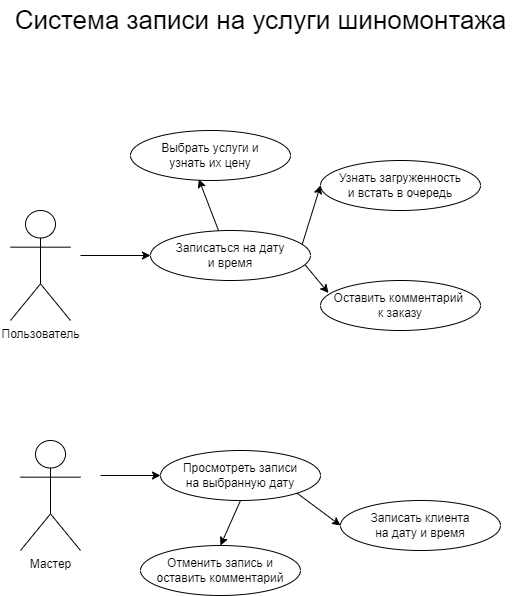 Система записи на услуги шиномонтажа
Выбрать услуги и
узнать их цену
Узнать загруженность
и встать в очередь
Записаться на дату
и время
Оставить комментарий
к заказу
Пользователь
Просмотреть записи
на выбранную дату
Записать клиента
на дату и время
Мастер
Отменить запись и
оставить комментарий